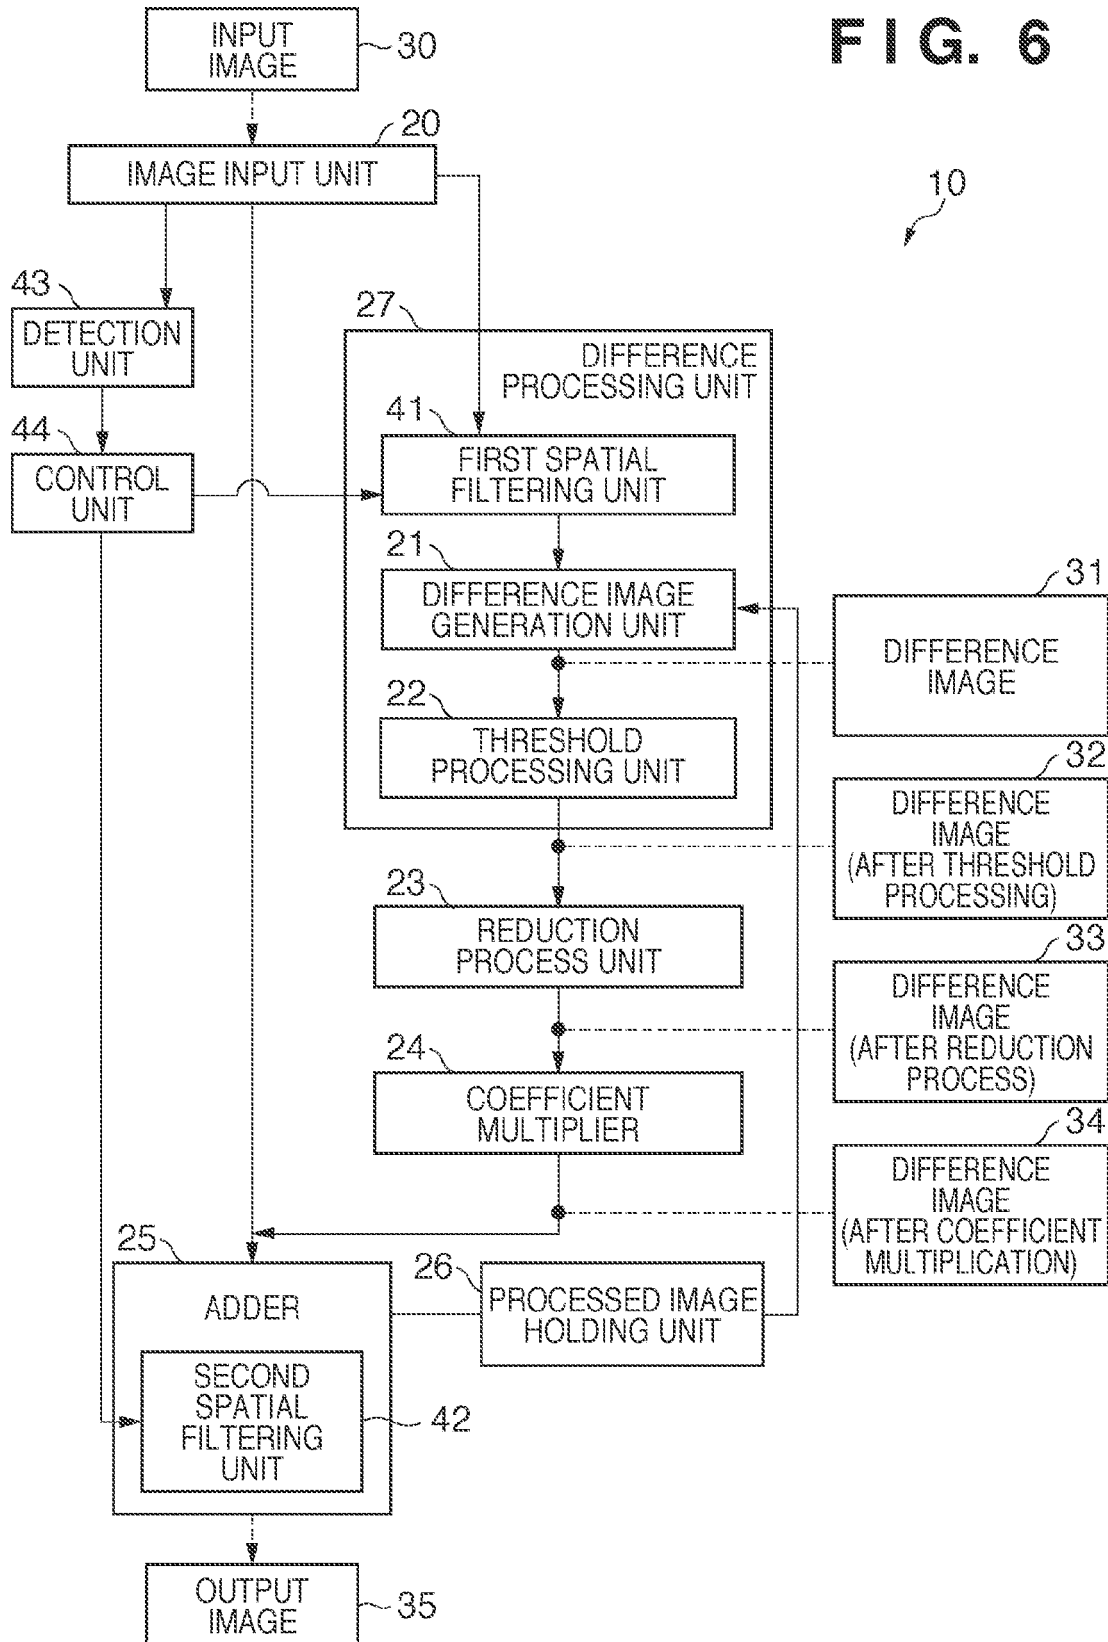 FIG. 6
INPUT
IMAGE
30
20
IMAGE INPUT UNIT
10
43
DETECTION
UNIT
27
DIFFERENCE
PROCESSING UNIT
44
CONTROL
UNIT
41
FIRST SPATIAL
FILTERING UNIT
21
DIFFERENCE IMAGE
GENERATION UNIT
31
DIFFERENCE
IMAGE
22
THRESHOLD
PROCESSING UNIT
32
DIFFERENCE
IMAGE
(AFTER THRESHOLD
PROCESSING)
23
REDUCTION
PROCESS UNIT
33
DIFFERENCE
IMAGE
(AFTER REDUCTION
PROCESS)
24
COEFFICIENT
MULTIPLIER
34
DIFFERENCE
IMAGE
(AFTER COEFFICIENT
MULTIPLICATION)
25
ADDER
26
PROCESSED IMAGE
HOLDING UNIT
SECOND
SPATIAL
FILTERING
UNIT
42
OUTPUT
IMAGE
35